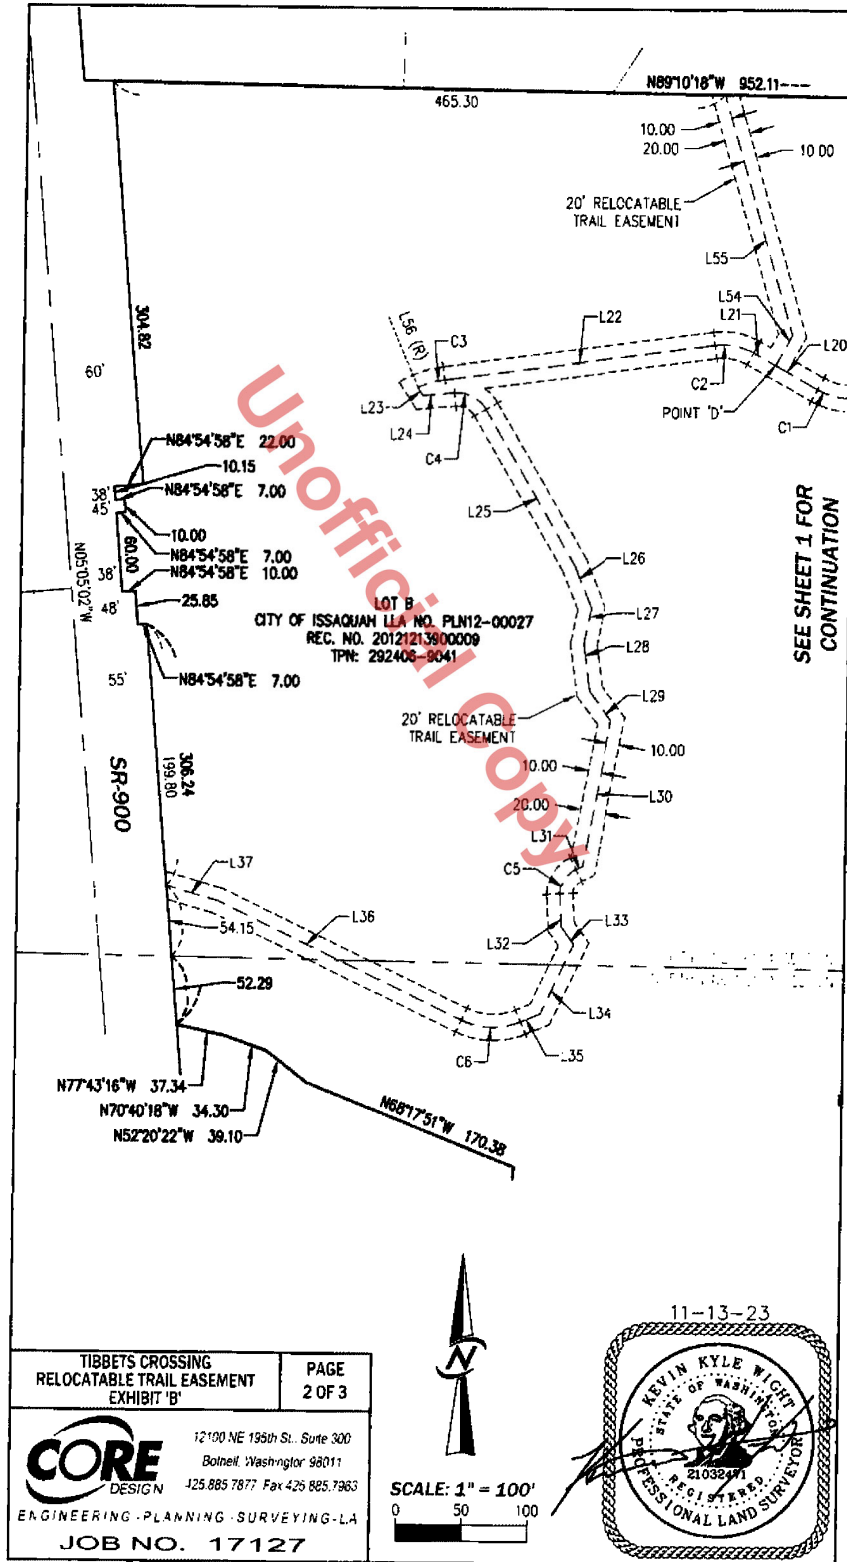 N89°10'18"W 952.11
465.30
10.00
20.00
10.00
20' RELOCATABLE
TRAIL EASEMENT
L55
L54
L21
L20
L22
L56 (R)
C3
C2
L23
L24
C4
POINT 'D'
C1
304.82
60'
N84°54'58"E 22.00
10.15
38'
N84°54'58"E 7.00
45'
10.00
60.00
N84°54'58"E 7.00
38'
N84°54'58"E 10.00
48'
25.85
N05°05'02"W
N84°54'58"E 7.00
55'
L25
L26
L27
L28
L29
SEE SHEET 1 FOR
CONTINUATION
LOT B
CITY OF ISSAQUAH LLA NO. PLN12-00027
REC. NO. 20121213900009
TPN: 292406-9041
Unofficial Copy
20' RELOCATABLE
TRAIL EASEMENT
10.00
10.00
L30
20.00
L31
C5
SR-900
306.24
199.80
L37
L36
54.15
L32
L33
52.29
L34
C6
L35
N77°43'16"W 37.34
N70°40'18"W 34.30
N52°20'22"W 39.10
N68°17'51"W 170.38
N
11-13-23
KEVIN KYLE WIGHT
STATE OF WASHINGTON
21032491
REGISTERED
PROFESSIONAL LAND SURVEYOR
TIBBETS CROSSING
RELOCATABLE TRAIL EASEMENT
EXHIBIT 'B'
PAGE
2 OF 3
CORE
DESIGN
12100 NE 195th St., Suite 300
Bothell, Washington 98011
425.885.7877 Fax 425.885.7963
ENGINEERING·PLANNING·SURVEYING·LA
JOB NO. 17127
SCALE: 1" = 100'
0 50 100